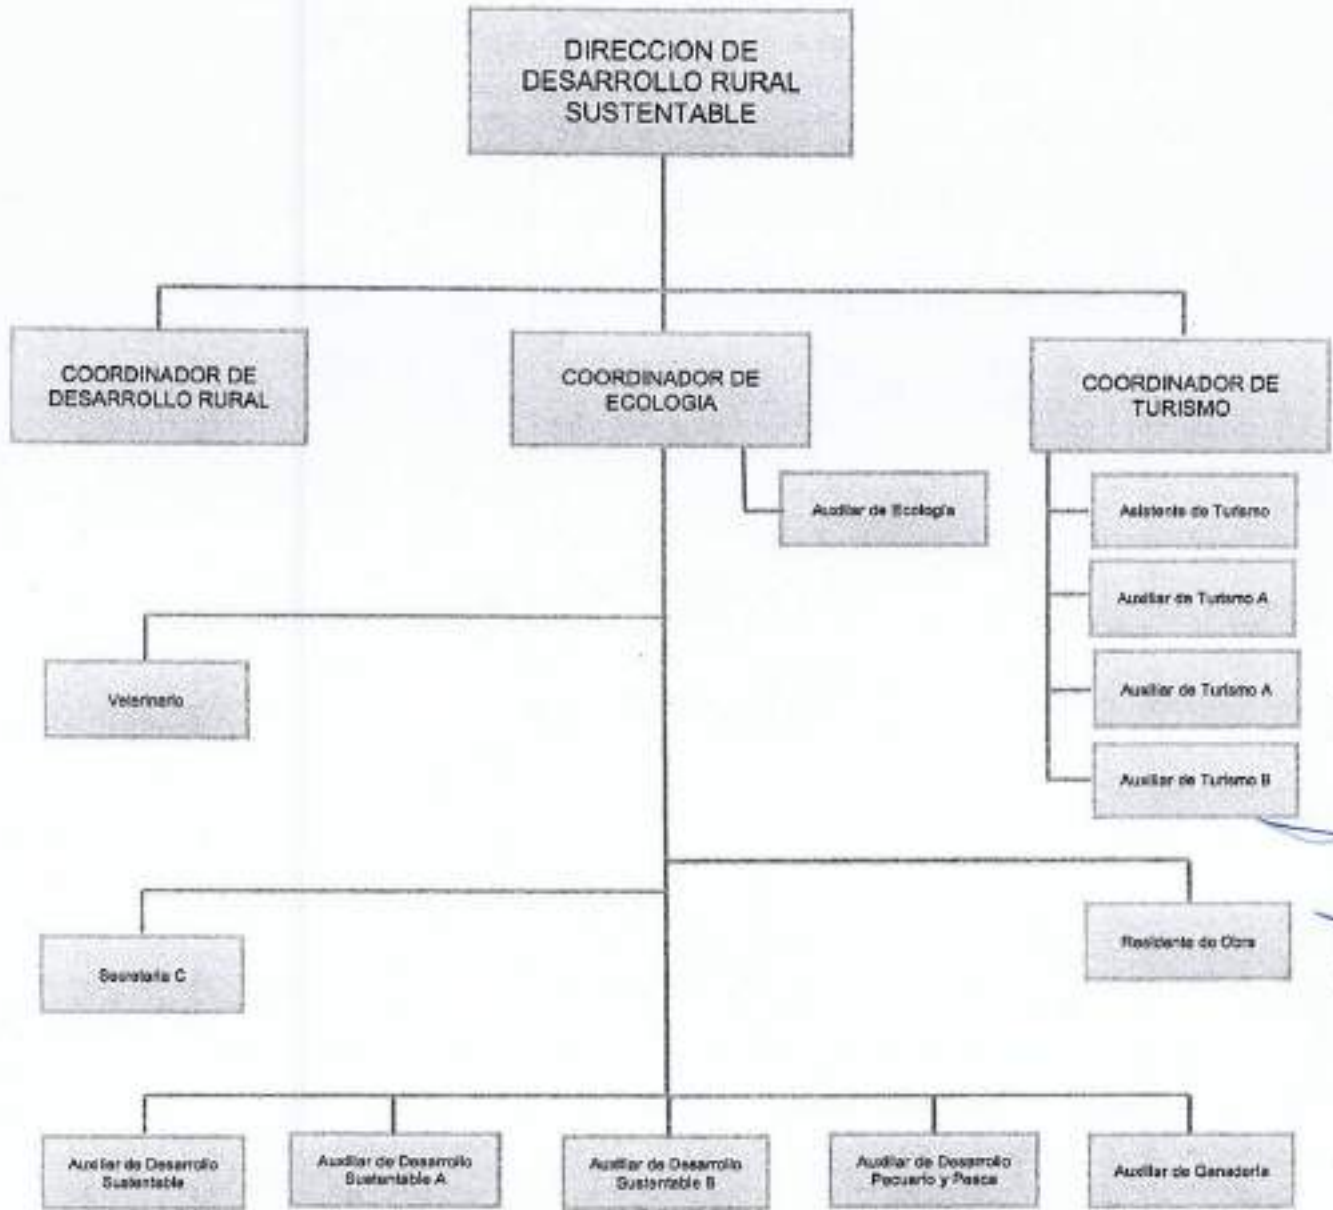 DIRECCION DE
DESARROLLO RURAL
SUSTENTABLE
COORDINADOR DE
DESARROLLO RURAL
COORDINADOR DE
ECOLOGIA
COORDINADOR DE
TURISMO
Auxiliar de Ecología
Asistente de Turismo
Auxiliar de Turismo A
Auxiliar de Turismo A
Auxiliar de Turismo B
Veterinario
Secretaria C
Residente de Obra
Auxiliar de Desarrollo
Sustentable
Auxiliar de Desarrollo
Sustentable A
Auxiliar de Desarrollo
Sustentable B
Auxiliar de Desarrollo
Pecuario y Pesca
Auxiliar de Ganadería